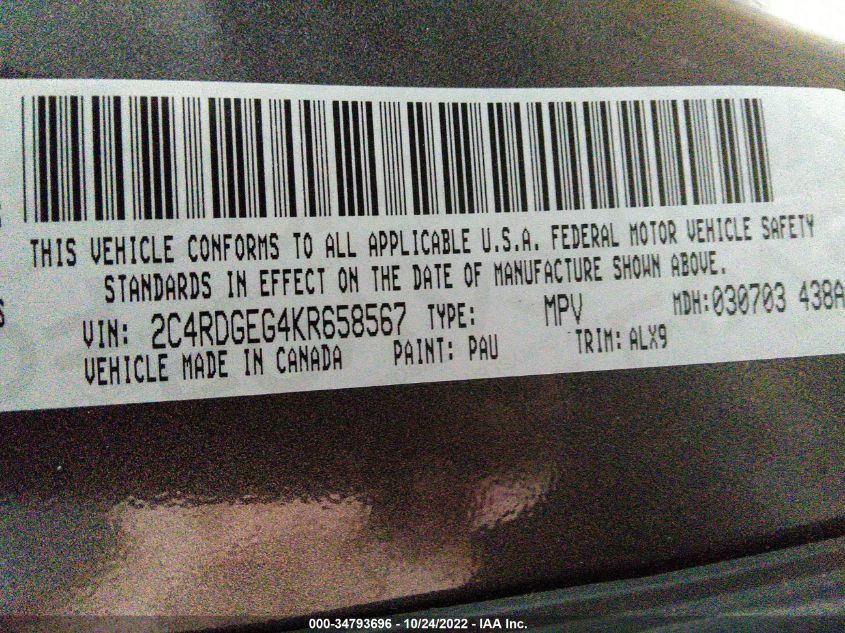 THIS VEHICLE CONFORMS TO ALL APPLICABLE U.S.A. FEDERAL MOTOR VEHICLE SAFETY
STANDARDS IN EFFECT ON THE DATE OF MANUFACTURE SHOWN ABOVE.
VIN: 2C4RDGEG4KR658567 TYPE: MPV MDH:030703 438A
VEHICLE MADE IN CANADA PAINT: PAU TRIM: ALX9
000-34793696 - 10/24/2022 - IAA Inc.